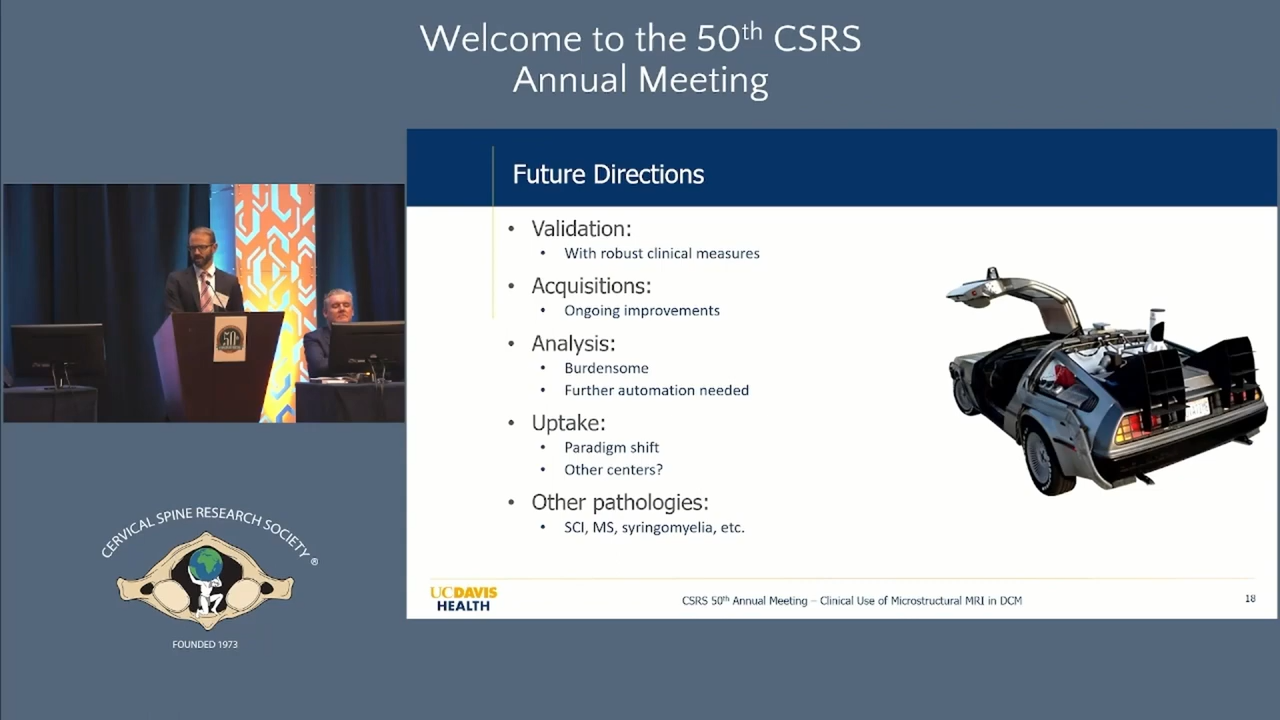 Welcome to the 50th CSRS
Annual Meeting
Future Directions
• Validation:
• With robust clinical measures
• Acquisitions:
• Ongoing improvements
• Analysis:
• Burdensome
• Further automation needed
• Uptake:
• Paradigm shift
• Other centers?
• Other pathologies:
• SCI, MS, syringomyelia, etc.
UCDAVIS
HEALTH
CSRS 50th Annual Meeting – Clinical Use of Microstructural MRI in DCM
18
50th
CERVICAL SPINE RESEARCH SOCIETY ®
FOUNDED 1973